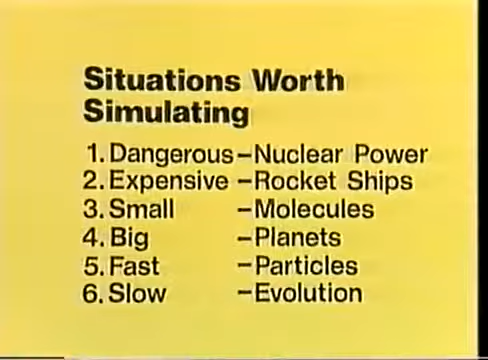 Situations Worth
Simulating
1. Dangerous – Nuclear Power
2. Expensive – Rocket Ships
3. Small – Molecules
4. Big – Planets
5. Fast – Particles
6. Slow – Evolution